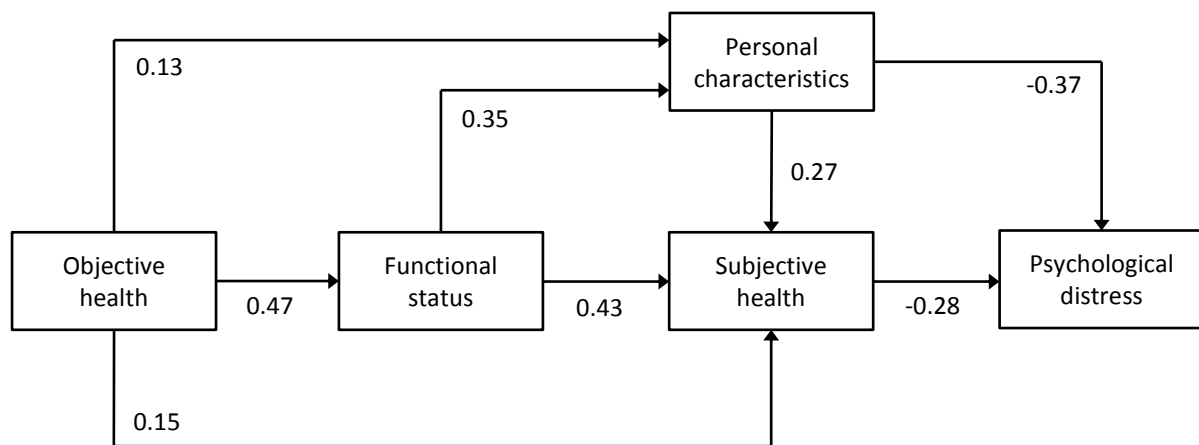 Personal
characteristics
0.13
-0.37
0.35
0.27
Objective
health
Functional
status
Subjective
health
Psychological
distress
0.47
0.43
-0.28
0.15